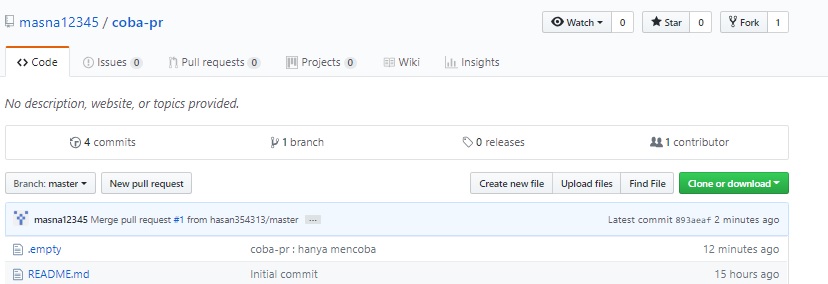 masna12345 / coba-pr Watch 0 Star 0 Fork 1
Code Issues 0 Pull requests 0 Projects 0 Wiki Insights
No description, website, or topics provided.
4 commits 1 branch 0 releases 1 contributor
Branch: master New pull request Create new file Upload files Find File Clone or download
masna12345 Merge pull request #1 from hasan354313/master ... Latest commit 893aeaf 2 minutes ago
.empty coba-pr : hanya mencoba 12 minutes ago
README.md Initial commit 15 hours ago